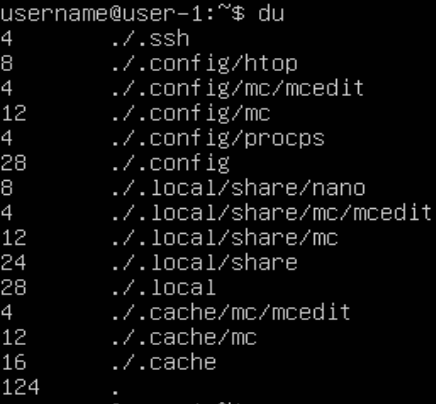 username@user-1:~$ du
4 ./.ssh
8 ./.config/htop
4 ./.config/mc/mcedit
12 ./.config/mc
4 ./.config/procps
28 ./.config
8 ./.local/share/nano
4 ./.local/share/mc/mcedit
12 ./.local/share/mc
24 ./.local/share
28 ./.local
4 ./.cache/mc/mcedit
12 ./.cache/mc
16 ./.cache
124 .